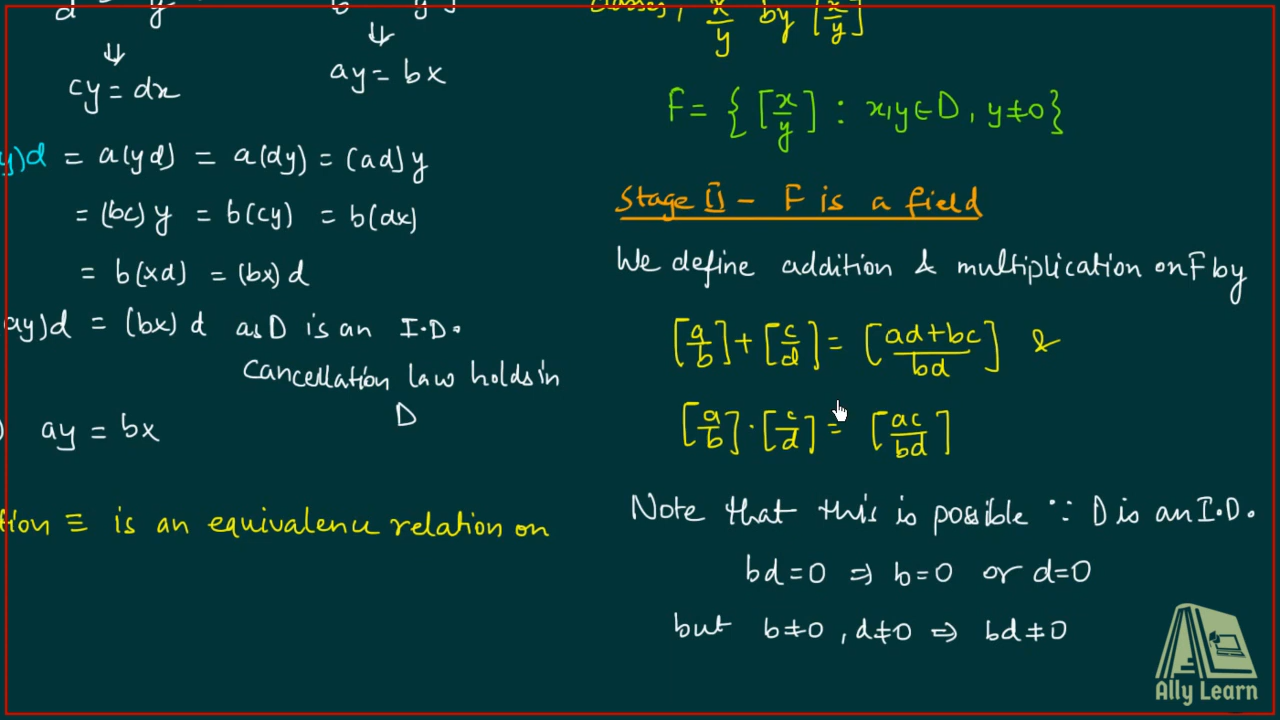 cy = dx
ay = bx
y)d = a(yd) = a(dy) = (ad)y
= (bc)y = b(cy) = b(dx)
= b(xd) = (bx)d
ay)d = (bx)d as D is an I.D.
Cancellation law holds in
D
) ay = bx
tion ≡ is an equivalence relation on
classes, x/y by [x/y]
F = { [x/y] : x,y ∈ D, y≠0}
Stage II - F is a field
We define addition & multiplication on F by
[a/b] + [c/d] = [ad+bc/bd] &
[a/b] · [c/d] = [ac/bd]
Note that this is possible ∵ D is an I.D.
bd=0 ⇒ b=0 or d=0
but b≠0, d≠0 ⇒ bd≠0
Ally Learn